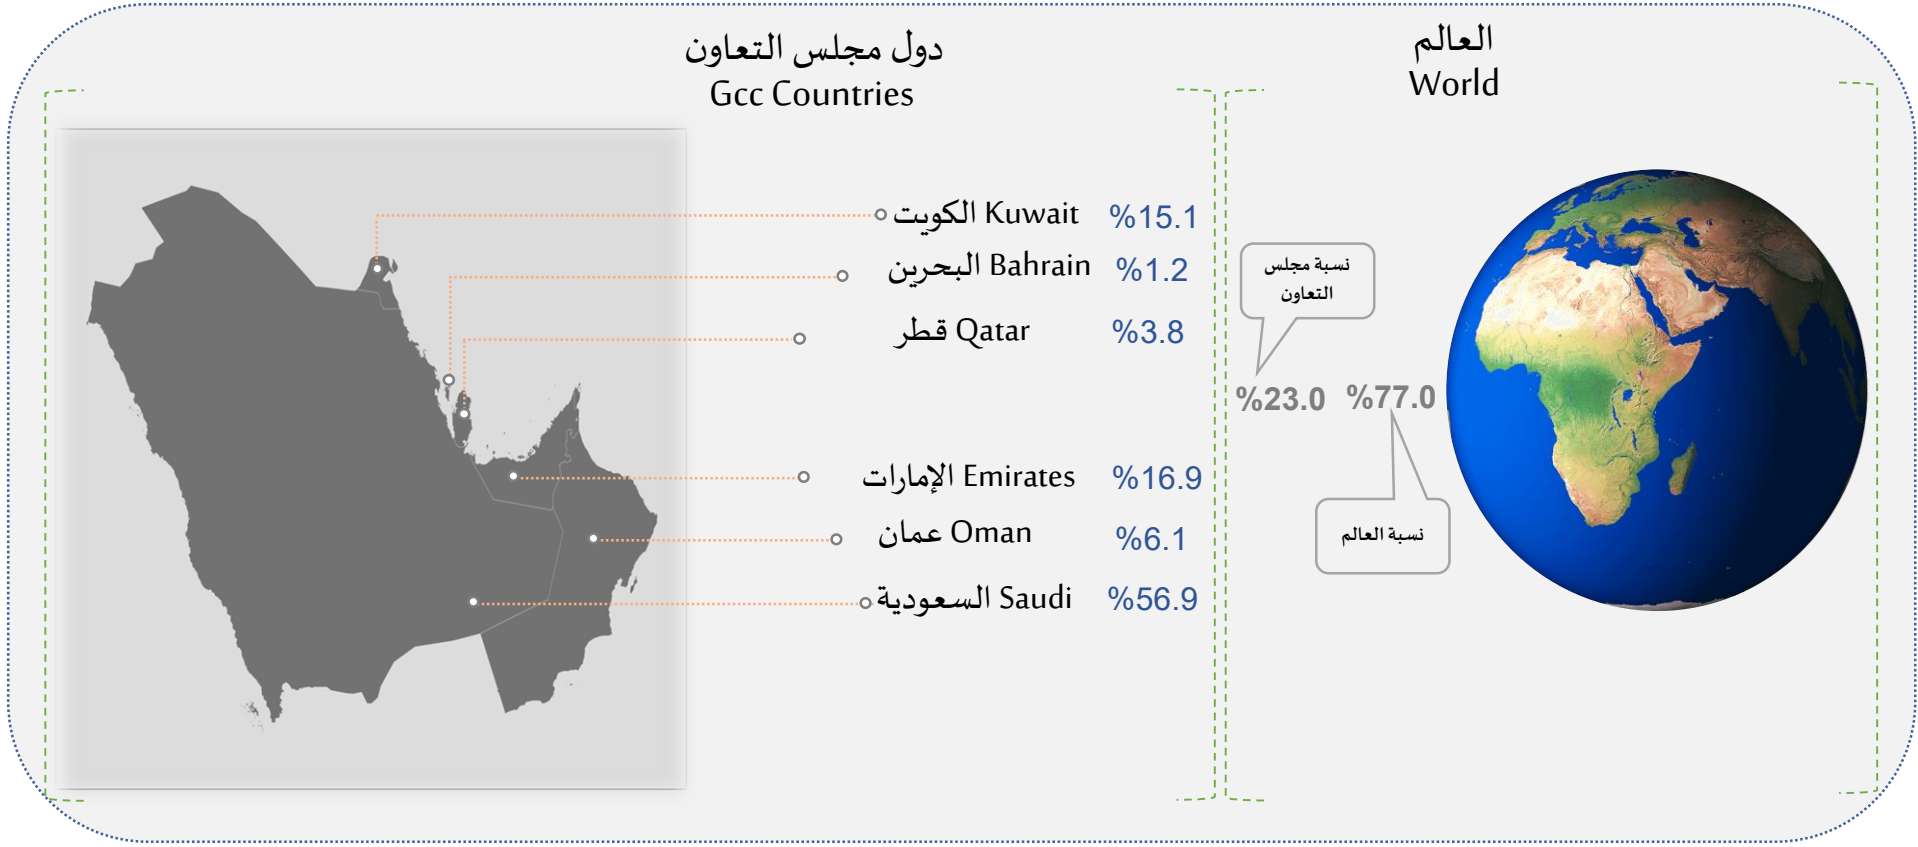 العالم
World
دول مجلس التعاون
Gcc Countries
الكويت Kuwait %15.1
البحرين Bahrain %1.2
قطر Qatar %3.8
الإمارات Emirates %16.9
عمان Oman %6.1
السعودية Saudi %56.9
نسبة مجلس
التعاون
%23.0 %77.0
نسبة العالم